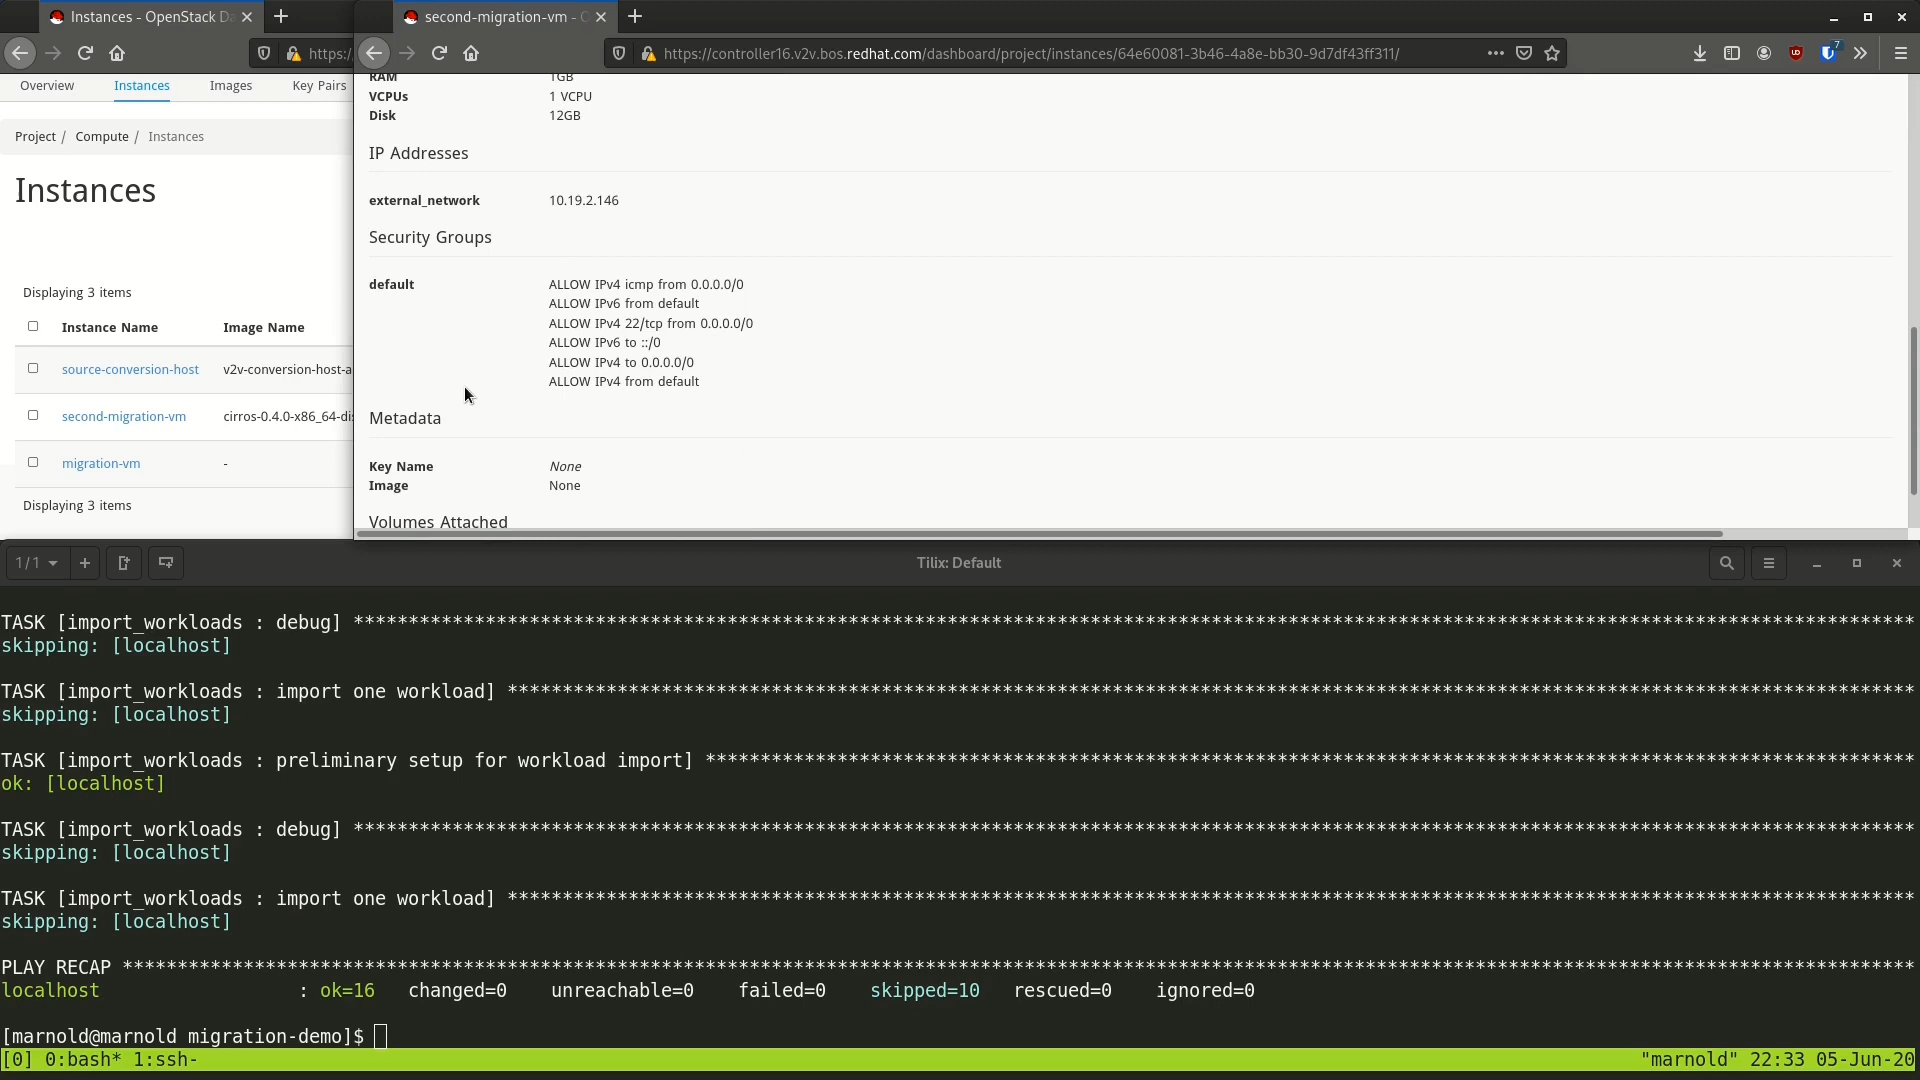 Instances - OpenStack Da
second-migration-vm - O
https:/
https://controller16.v2v.bos.redhat.com/dashboard/project/instances/64e60081-3b46-4a8e-bb30-9d7df43ff311/
7
Overview Instances Images Key Pairs
Project / Compute / Instances
Instances
Displaying 3 items
Instance Name Image Name
source-conversion-host v2v-conversion-host-a
second-migration-vm cirros-0.4.0-x86_64-dis
migration-vm -
Displaying 3 items
RAM 1GB
VCPUs 1 VCPU
Disk 12GB
IP Addresses
external_network 10.19.2.146
Security Groups
default ALLOW IPv4 icmp from 0.0.0.0/0
ALLOW IPv6 from default
ALLOW IPv4 22/tcp from 0.0.0.0/0
ALLOW IPv6 to ::/0
ALLOW IPv4 to 0.0.0.0/0
ALLOW IPv4 from default
Metadata
Key Name None
Image None
Volumes Attached
1/1
Tilix: Default
TASK [import_workloads : debug] **********************************************************************************************************************************************
skipping: [localhost]
TASK [import_workloads : import one workload] ********************************************************************************************************************************
skipping: [localhost]
TASK [import_workloads : preliminary setup for workload import] **************************************************************************************************************
ok: [localhost]
TASK [import_workloads : debug] **********************************************************************************************************************************************
skipping: [localhost]
TASK [import_workloads : import one workload] ********************************************************************************************************************************
skipping: [localhost]
PLAY RECAP *******************************************************************************************************************************************************************
localhost : ok=16 changed=0 unreachable=0 failed=0 skipped=10 rescued=0 ignored=0
[marnold@marnold migration-demo]$
[0] 0:bash* 1:ssh- "marnold" 22:33 05-Jun-20